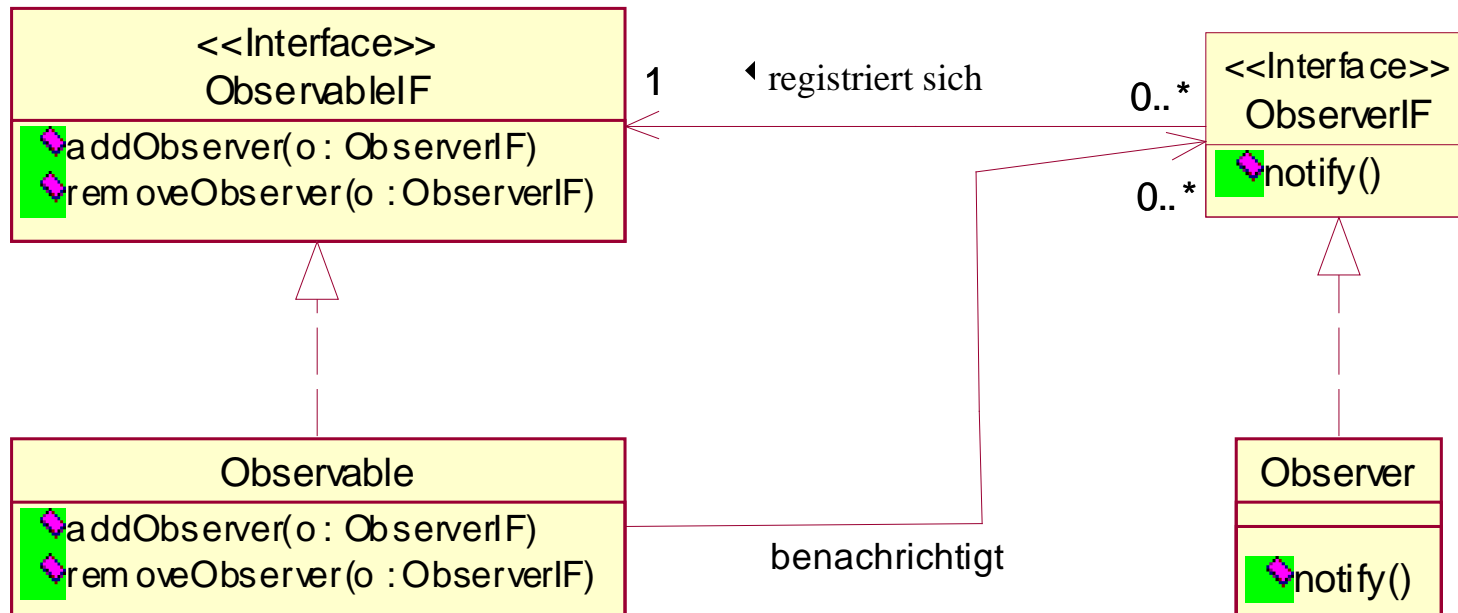 <<Interface>>
ObservableIF
addObserver(o : ObserverIF)
removeObserver(o : ObserverIF)
1
registriert sich
0..*
<<Interface>>
ObserverIF
notify()
0..*
Observable
addObserver(o : ObserverIF)
removeObserver(o : ObserverIF)
benachrichtigt
Observer
notify()